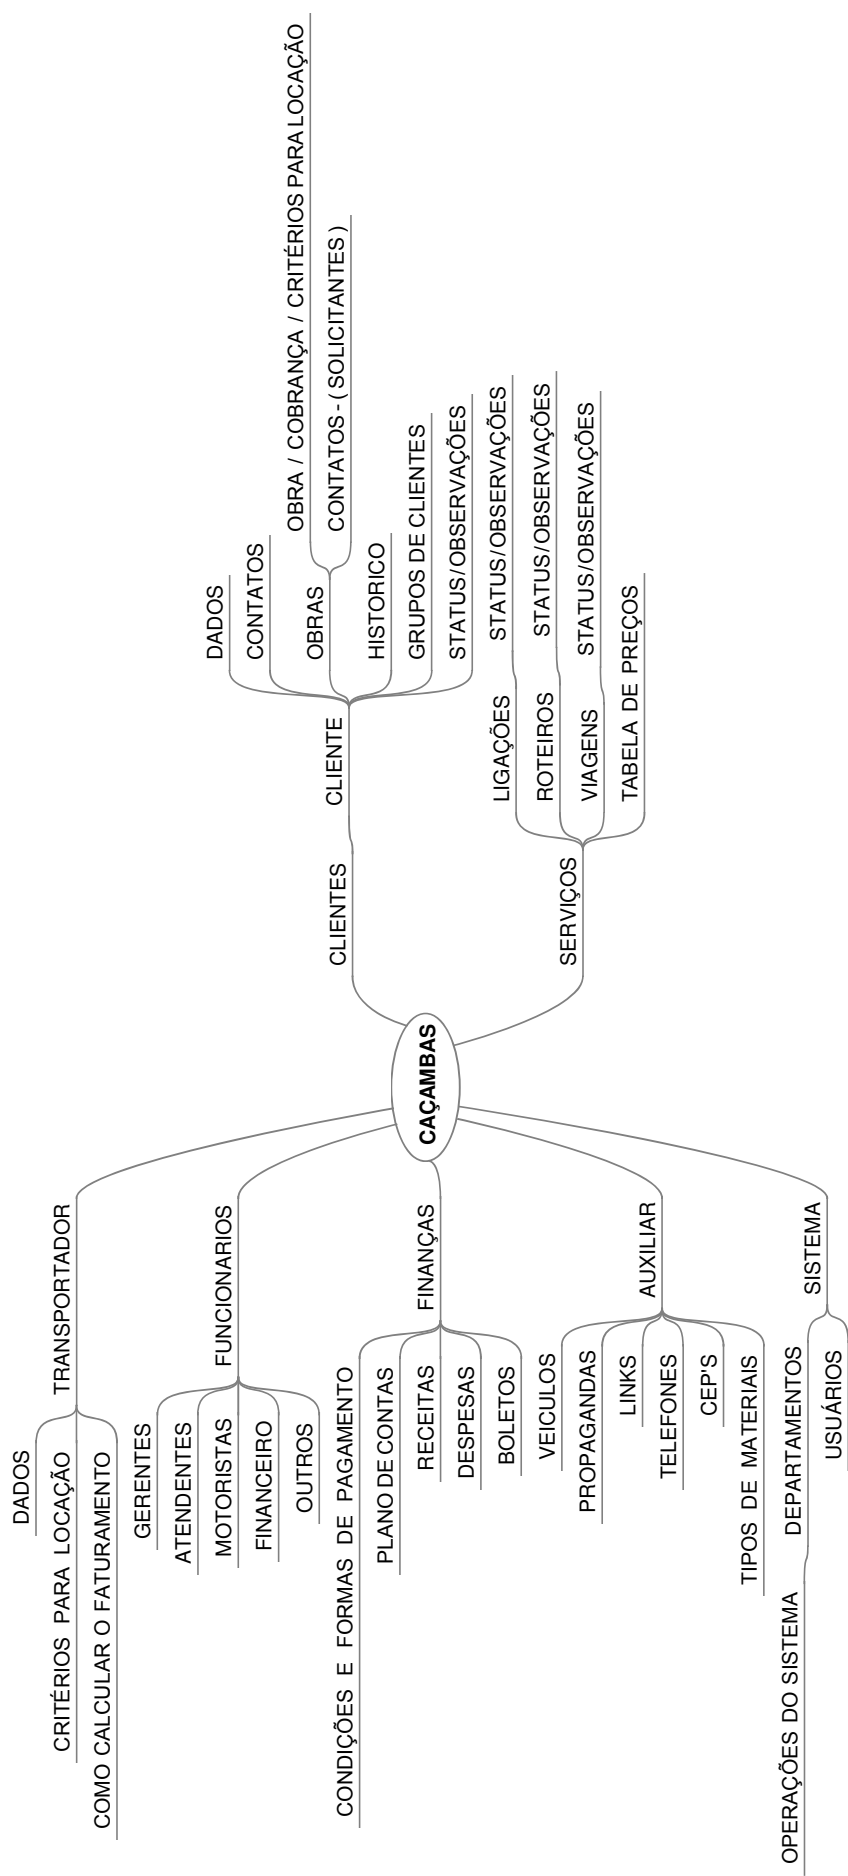 CAÇAMBAS
TRANSPORTADOR
DADOS
CRITÉRIOS PARA LOCAÇÃO
COMO CALCULAR O FATURAMENTO
FUNCIONARIOS
GERENTES
ATENDENTES
MOTORISTAS
FINANCEIRO
OUTROS
FINANÇAS
CONDIÇÕES E FORMAS DE PAGAMENTO
PLANO DE CONTAS
RECEITAS
DESPESAS
BOLETOS
AUXILIAR
VEICULOS
PROPAGANDAS
LINKS
TELEFONES
CEP'S
TIPOS DE MATERIAIS
SISTEMA
DEPARTAMENTOS
OPERAÇÕES DO SISTEMA
USUÁRIOS
CLIENTES
CLIENTE
DADOS
CONTATOS
OBRAS
OBRA / COBRANÇA / CRITÉRIOS PARA LOCAÇÃO
CONTATOS - ( SOLICITANTES )
HISTORICO
GRUPOS DE CLIENTES
STATUS/OBSERVAÇÕES
SERVIÇOS
LIGAÇÕES
STATUS/OBSERVAÇÕES
ROTEIROS
STATUS/OBSERVAÇÕES
VIAGENS
STATUS/OBSERVAÇÕES
TABELA DE PREÇOS